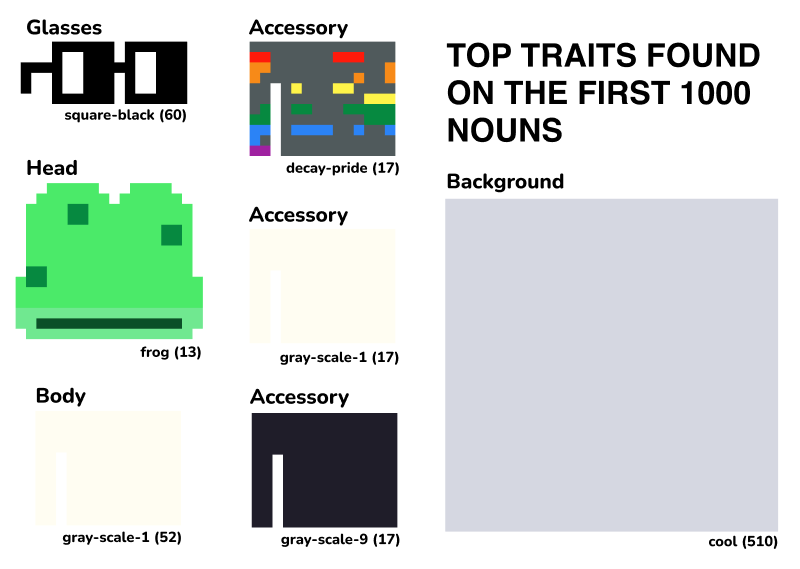 Glasses
square-black (60)
Head
frog (13)
Body
gray-scale-1 (52)
Accessory
decay-pride (17)
Accessory
gray-scale-1 (17)
Accessory
gray-scale-9 (17)
TOP TRAITS FOUND
ON THE FIRST 1000
NOUNS
Background
cool (510)